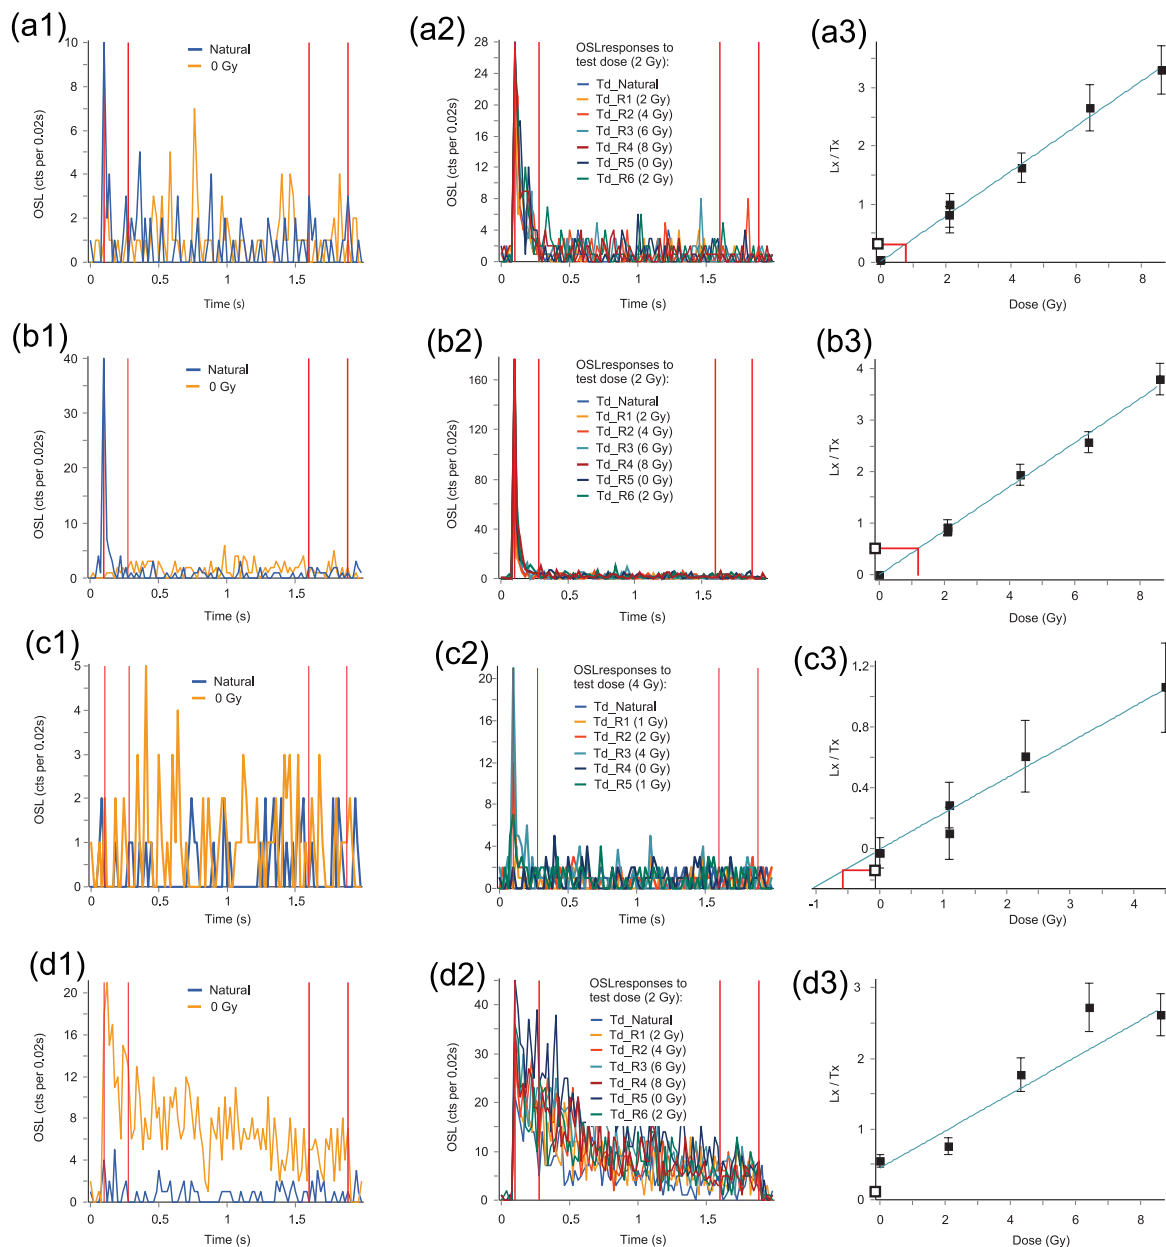 (a1)
10
8
6
4
2
0
OSL (cts per 0.02s)
Natural
0 Gy
0
0.5
1
1.5
Time (s)
(a2)
28
24
20
16
12
8
4
0
OSL (cts per 0.02s)
OSLresponses to
test dose (2 Gy):
Td_Natural
Td_R1 (2 Gy)
Td_R2 (4 Gy)
Td_R3 (6 Gy)
Td_R4 (8 Gy)
Td_R5 (0 Gy)
Td_R6 (2 Gy)
0
0.5
1
1.5
Time (s)
(a3)
3
2
1
0
Lx / Tx
0
2
4
6
8
Dose (Gy)
(b1)
40
30
20
10
5
0
OSL (cts per 0.02s)
Natural
0 Gy
0
0.5
1
1.5
Time (s)
(b2)
160
120
80
40
0
OSL (cts per 0.02s)
OSLresponses to
test dose (2 Gy):
Td_Natural
Td_R1 (2 Gy)
Td_R2 (4 Gy)
Td_R3 (6 Gy)
Td_R4 (8 Gy)
Td_R5 (0 Gy)
Td_R6 (2 Gy)
0
0.5
1
1.5
Time (s)
(b3)
4
3
2
1
0
Lx / Tx
0
2
4
6
8
Dose (Gy)
(c1)
5
4
3
2
1
0
OSL (cts per 0.02s)
Natural
0 Gy
0
0.5
1
1.5
Time (s)
(c2)
20
16
12
8
4
2
0
OSL (cts per 0.02s)
OSLresponses to
test dose (4 Gy):
Td_Natural
Td_R1 (1 Gy)
Td_R2 (2 Gy)
Td_R3 (4 Gy)
Td_R4 (0 Gy)
Td_R5 (1 Gy)
0
0.5
1
1.5
Time (s)
(c3)
1.2
0.8
0.4
0
Lx / Tx
-1
0
1
2
4
Dose (Gy)
(d1)
20
16
12
8
4
0
OSL (cts per 0.02s)
Natural
0 Gy
0
0.5
1
1.5
Time (s)
(d2)
40
30
20
10
5
0
OSL (cts per 0.02s)
OSLresponses to
test dose (2 Gy):
Td_Natural
Td_R1 (2 Gy)
Td_R2 (4 Gy)
Td_R3 (6 Gy)
Td_R4 (8 Gy)
Td_R5 (0 Gy)
Td_R6 (2 Gy)
0
0.5
1
1.5
Time (s)
(d3)
3
2
1
0
Lx / Tx
0
2
4
6
8
Dose (Gy)